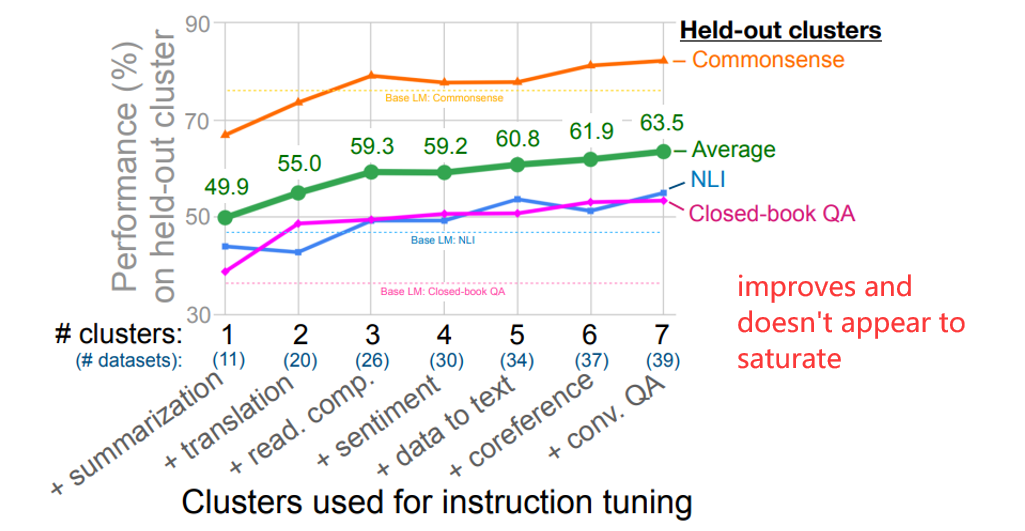 90
70
50
30
Performance (%)
on held-out cluster
Held-out clusters
Commonsense
Base LM: Commonsense
49.9
55.0
59.3
59.2
60.8
61.9
63.5
Average
NLI
Closed-book QA
Base LM: NLI
Base LM: Closed-book QA
improves and
doesn't appear to
saturate
# clusters: 1 2 3 4 5 6 7
(# datasets): (11) (20) (26) (30) (34) (37) (39)
+ summarization
+ translation
+ read. comp.
+ sentiment
+ data to text
+ coreference
+ conv. QA
Clusters used for instruction tuning